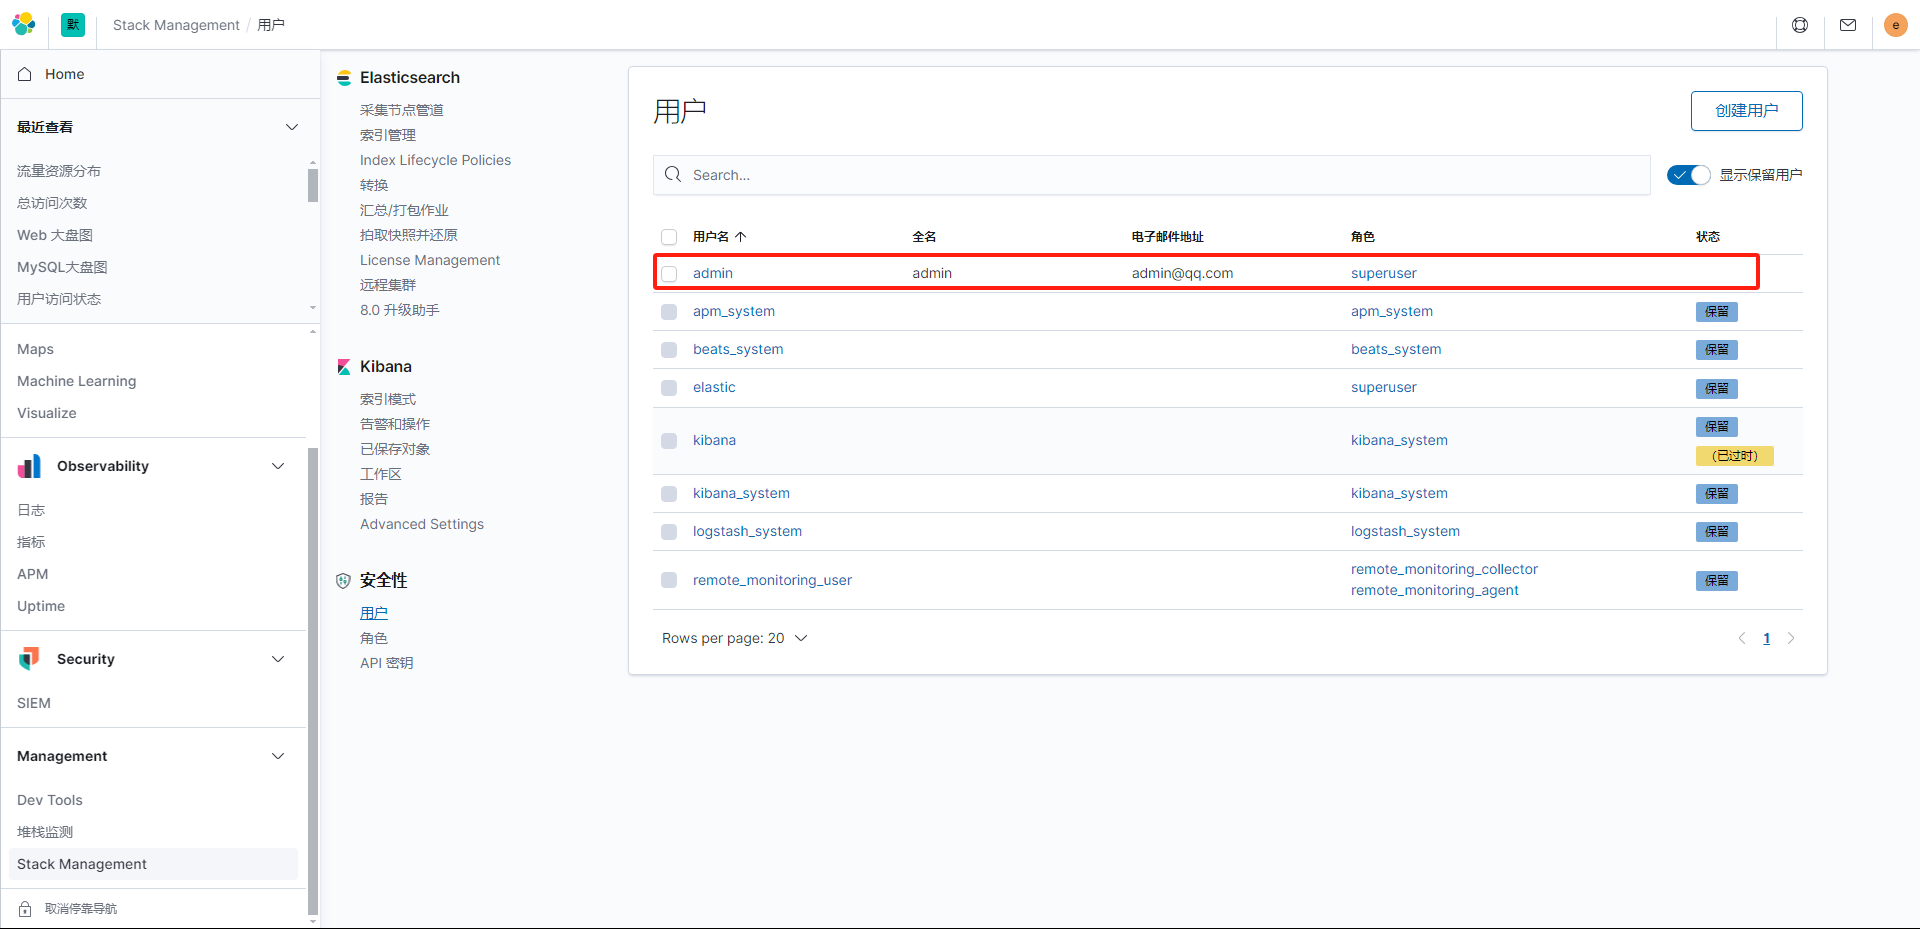 默
Stack Management / 用户
e
Home
最近查看
流量资源分布
总访问次数
Web 大盘图
MySQL大盘图
用户访问状态
Maps
Machine Learning
Visualize
Observability
日志
指标
APM
Uptime
Security
SIEM
Management
Dev Tools
堆栈监测
Stack Management
取消停靠导航
Elasticsearch
采集节点管道
索引管理
Index Lifecycle Policies
转换
汇总/打包作业
拍取快照并还原
License Management
远程集群
8.0 升级助手
Kibana
索引模式
告警和操作
已保存对象
工作区
报告
Advanced Settings
安全性
用户
角色
API 密钥
用户
创建用户
Search...
显示保留用户
用户名 全名 电子邮件地址 角色 状态
admin admin admin@qq.com superuser
apm_system apm_system 保留
beats_system beats_system 保留
elastic superuser 保留
kibana kibana_system 保留
（已过时）
kibana_system kibana_system 保留
logstash_system logstash_system 保留
remote_monitoring_user remote_monitoring_collector 保留
remote_monitoring_agent
Rows per page: 20
1